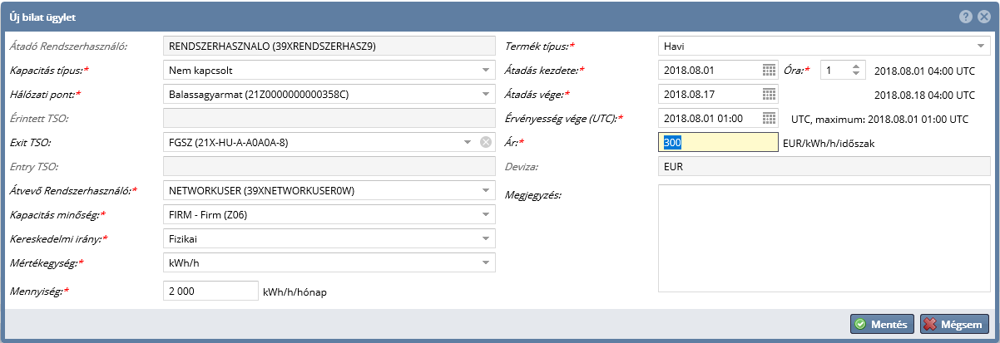 Új bilat ügylet
Átadó Rendszerhasználó: RENDSZERHASZNALO (39XRENDSZERHASZ9)
Kapacitás típus:* Nem kapcsolt
Hálózati pont:* Balassagyarmat (21Z0000000000358C)
Érintett TSO:
Exit TSO: FGSZ (21X-HU-A-A0A0A-8)
Entry TSO:
Átvevő Rendszerhasználó:* NETWORKUSER (39XNETWORKUSER0W)
Kapacitás minőség:* FIRM - Firm (Z06)
Kereskedelmi irány:* Fizikai
Mértékegység:* kWh/h
Mennyiség:* 2 000 kWh/h/hónap
Termék típus:* Havi
Átadás kezdete:* 2018.08.01 Óra:* 1 2018.08.01 04:00 UTC
Átadás vége:* 2018.08.17 2018.08.18 04:00 UTC
Érvényesség vége (UTC):* 2018.08.01 01:00 UTC, maximum: 2018.08.01 01:00 UTC
Ár:* 300 EUR/kWh/h/időszak
Deviza: EUR
Megjegyzés:
Mentés Mégsem